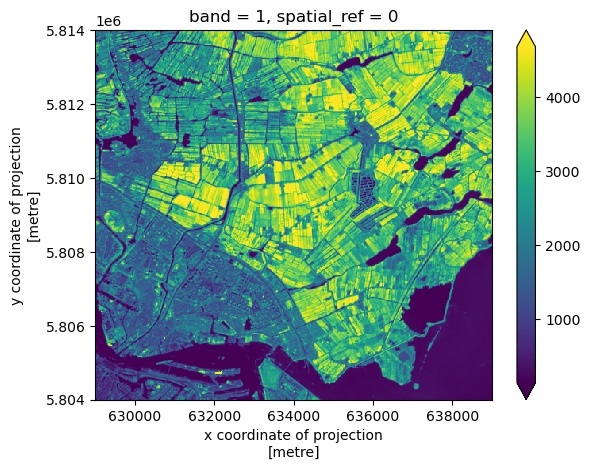 band = 1, spatial_ref = 0
1e6
5.814
5.812
5.810
5.808
5.806
5.804
y coordinate of projection
[metre]
630000 632000 634000 636000 638000
x coordinate of projection
[metre]
4000
3000
2000
1000